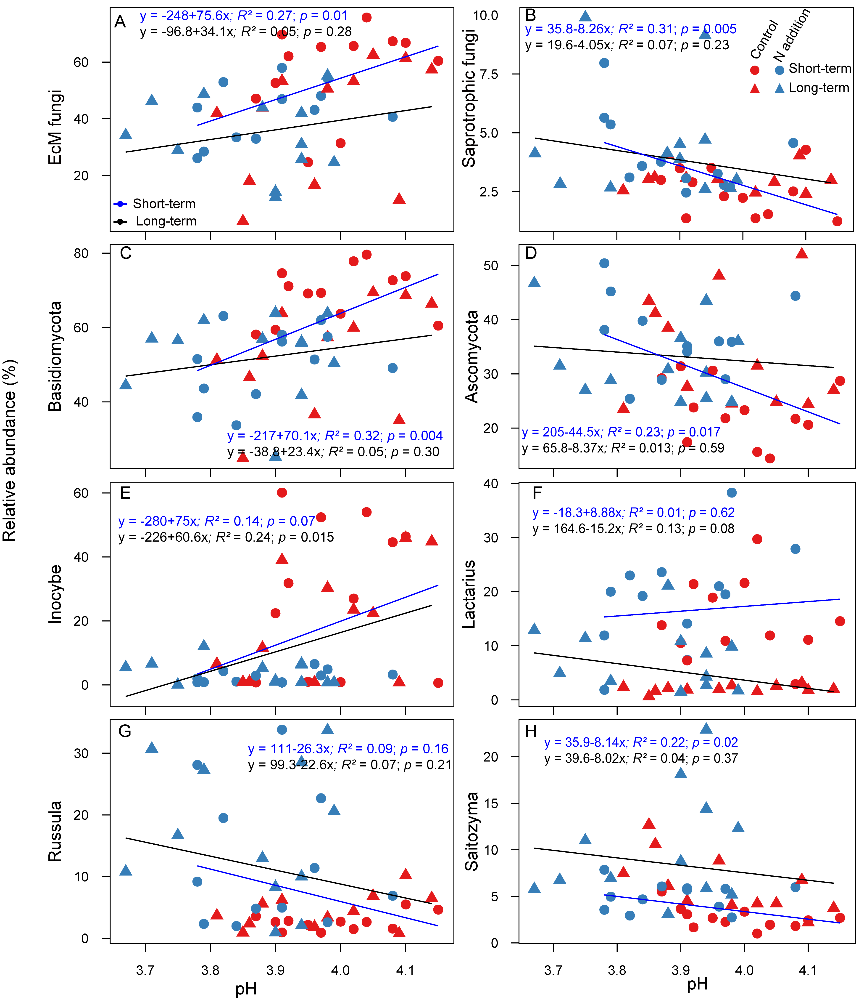 Relative abundance (%)
A
y = -248+75.6x; R² = 0.27; p = 0.01
y = -96.8+34.1x; R² = 0.05; p = 0.28
EcM fungi
60
40
20
Short-term
Long-term
B
y = 35.8-8.26x; R² = 0.31; p = 0.005
y = 19.6-4.05x; R² = 0.07; p = 0.23
Saprotrophic fungi
10.0
7.5
5.0
2.5
Control
N addition
Short-term
Long-term
C
Basidiomycota
80
60
40
y = -217+70.1x; R² = 0.32; p = 0.004
y = -38.8+23.4x; R² = 0.05; p = 0.30
D
Ascomycota
50
40
30
20
y = 205-44.5x; R² = 0.23; p = 0.017
y = 65.8-8.37x; R² = 0.013; p = 0.59
E
y = -280+75x; R² = 0.14; p = 0.07
y = -226+60.6x; R² = 0.24; p = 0.015
Inocybe
60
40
20
0
F
y = -18.3+8.88x; R² = 0.01; p = 0.62
y = 164.6-15.2x; R² = 0.13; p = 0.08
Lactarius
40
30
20
10
0
G
y = 111-26.3x; R² = 0.09; p = 0.16
y = 99.3-22.6x; R² = 0.07; p = 0.21
Russula
30
20
10
0
3.7 3.8 3.9 4.0 4.1
pH
H
y = 35.9-8.14x; R² = 0.22; p = 0.02
y = 39.6-8.02x; R² = 0.04; p = 0.37
Saitozyma
20
15
10
5
0
3.7 3.8 3.9 4.0 4.1
pH